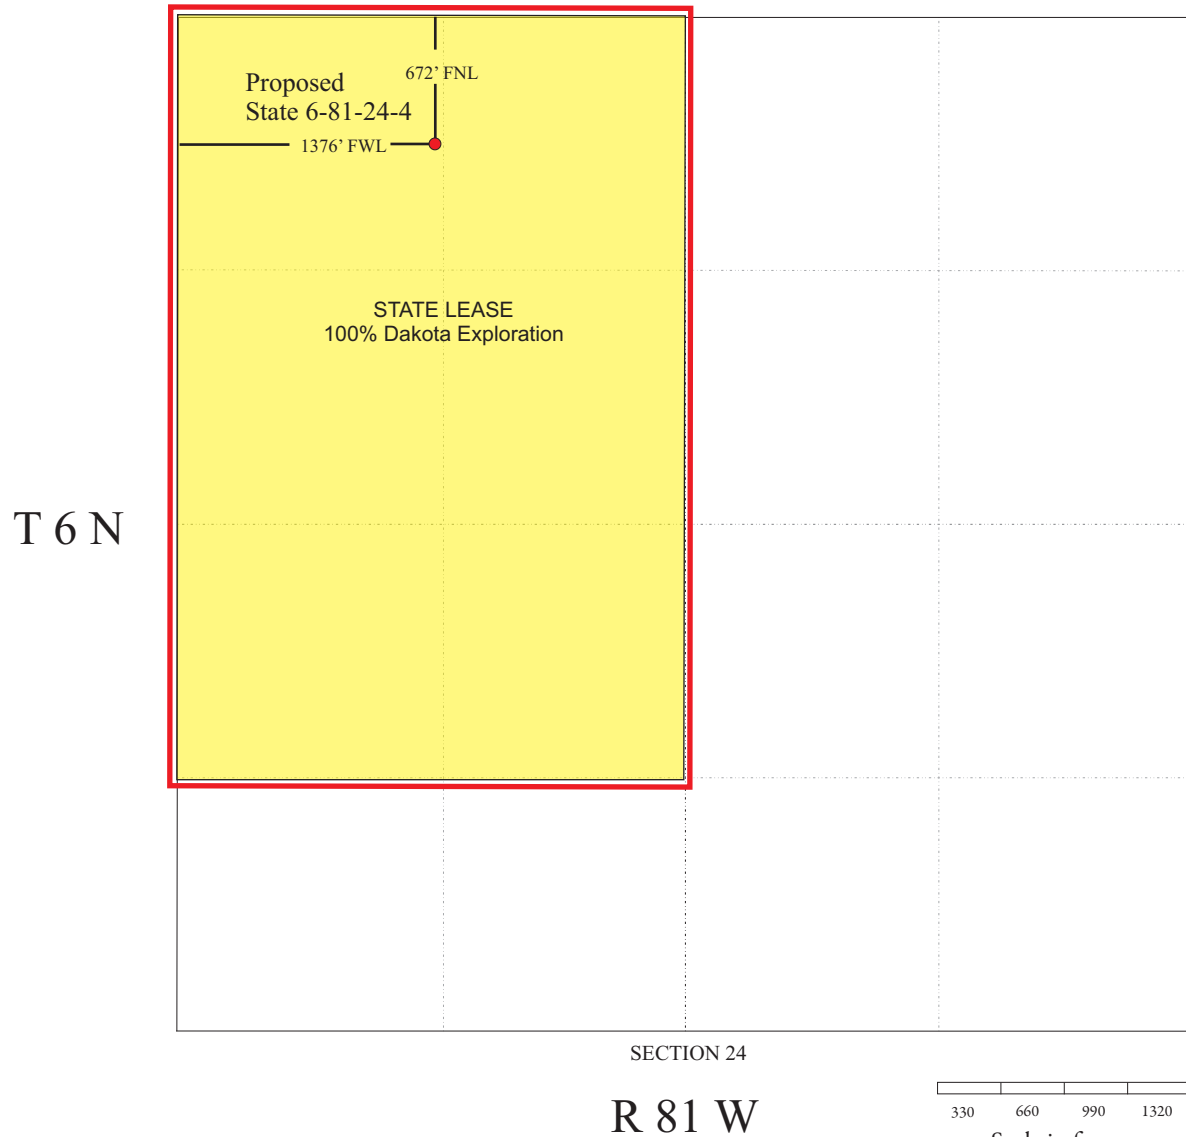 672' FNL
Proposed
State 6-81-24-4
1376' FWL
STATE LEASE
100% Dakota Exploration
T 6 N
SECTION 24
R 81 W
330 660 990 1320